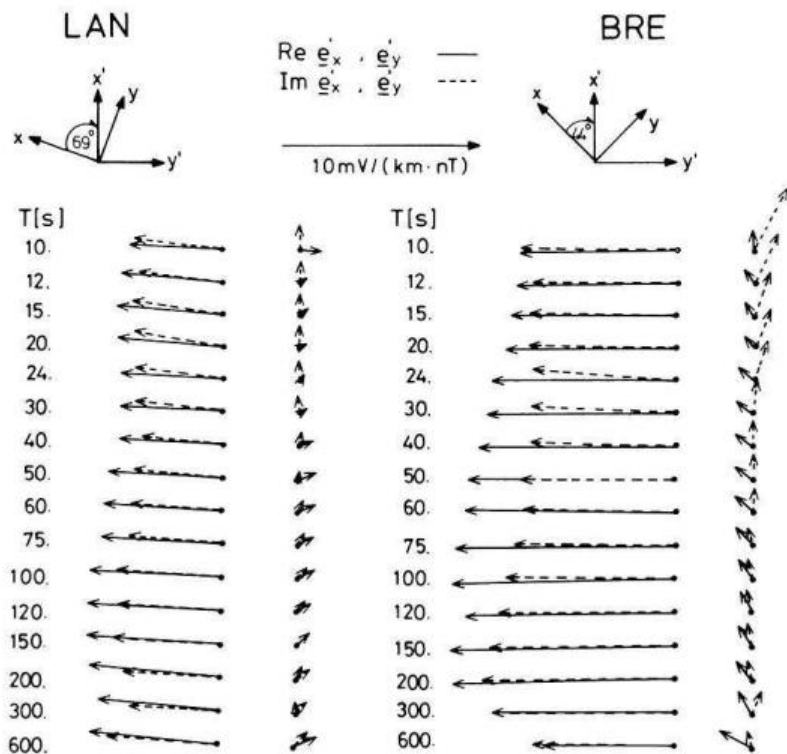 LAN
BRE
Re e'x , e'y
Im e'x , e'y
x'
y
x
69°
y'
10 mV/(km·nT)
x'
x
y
44°
y'
T[s]
10.
12.
15.
20.
24.
30.
40.
50.
60.
75.
100.
120.
150.
200.
300.
600.
T[s]
10.
12.
15.
20.
24.
30.
40.
50.
60.
75.
100.
120.
150.
200.
300.
600.